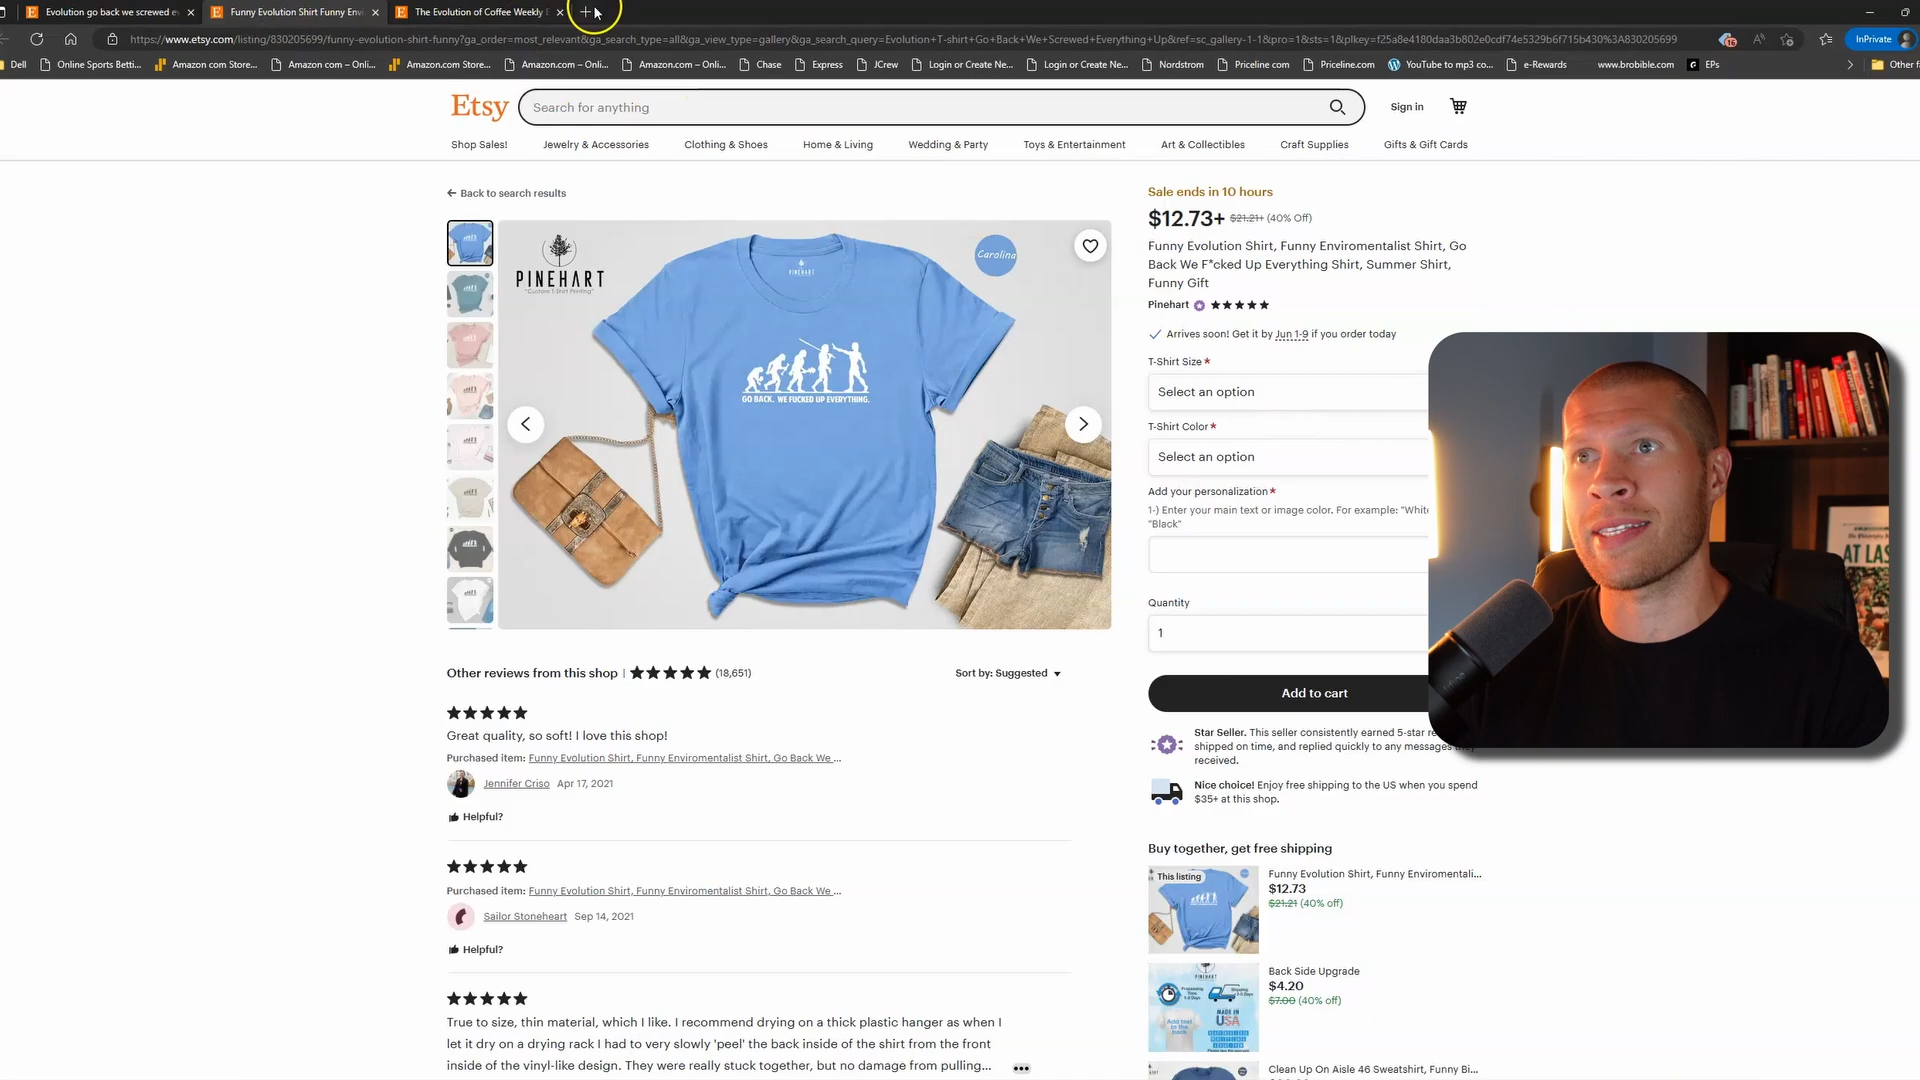 Evolution go back we screwed e
Funny Evolution Shirt Funny Envi
The Evolution of Coffee Weekly
https://www.etsy.com/listing/830205699/funny-evolution-shirt-funny?ga_order=most_relevant&ga_search_type=all&ga_view_type=gallery&ga_search_query=Evolution+T-shirt+Go+Back+We+Screwed+Everything+Up&ref=sc_gallery-1-1&pro=1&sts=1&plkey=f25a8e4180daa3b802e0cdf74e5329b6f715b430%3A830205699
16
InPrivate
Dell
Online Sports Betti...
Amazon com Store...
Amazon com – Onli...
Amazon.com Store...
Amazon.com – Onli...
Amazon.com – Onli...
Chase
Express
JCrew
Login or Create Ne...
Login or Create Ne...
Nordstrom
Priceline com
Priceline.com
YouTube to mp3 co...
e-Rewards
www.brobible.com
EPs
Other f
Etsy
Search for anything
Sign in
Shop Sales!
Jewelry & Accessories
Clothing & Shoes
Home & Living
Wedding & Party
Toys & Entertainment
Art & Collectibles
Craft Supplies
Gifts & Gift Cards
Back to search results
PINEHART
"Custom T-Shirt Printing"
Carolina
PINEHART
GO BACK. WE FUCKED UP EVERYTHING.
Sale ends in 10 hours
$12.73+ $21.21+ (40% Off)
Funny Evolution Shirt, Funny Enviromentalist Shirt, Go
Back We F*cked Up Everything Shirt, Summer Shirt,
Funny Gift
Pinehart
Arrives soon! Get it by Jun 1-9 if you order today
T-Shirt Size *
Select an option
T-Shirt Color *
Select an option
Add your personalization *
1-) Enter your main text or image color. For example: "White
"Black"
Quantity
1
Add to cart
Star Seller. This seller consistently earned 5-star re
shipped on time, and replied quickly to any messages they
received.
Nice choice! Enjoy free shipping to the US when you spend
$35+ at this shop.
Buy together, get free shipping
This listing
Funny Evolution Shirt, Funny Enviromentali...
$12.73
$21.21 (40% off)
Back Side Upgrade
$4.20
$7.00 (40% off)
PINEHART
MADE IN
USA
Add text
to the
back
Clean Up On Aisle 46 Sweatshirt, Funny Bi...
AT LAS
Other reviews from this shop | (18,651)
Sort by: Suggested
Great quality, so soft! I love this shop!
Purchased item: Funny Evolution Shirt, Funny Enviromentalist Shirt, Go Back We ...
Jennifer Criso Apr 17, 2021
Helpful?
Purchased item: Funny Evolution Shirt, Funny Enviromentalist Shirt, Go Back We ...
Sailor Stoneheart Sep 14, 2021
Helpful?
True to size, thin material, which I like. I recommend drying on a thick plastic hanger as when I
let it dry on a drying rack I had to very slowly 'peel' the back inside of the shirt from the front
inside of the vinyl-like design. They were really stuck together, but no damage from pulling...